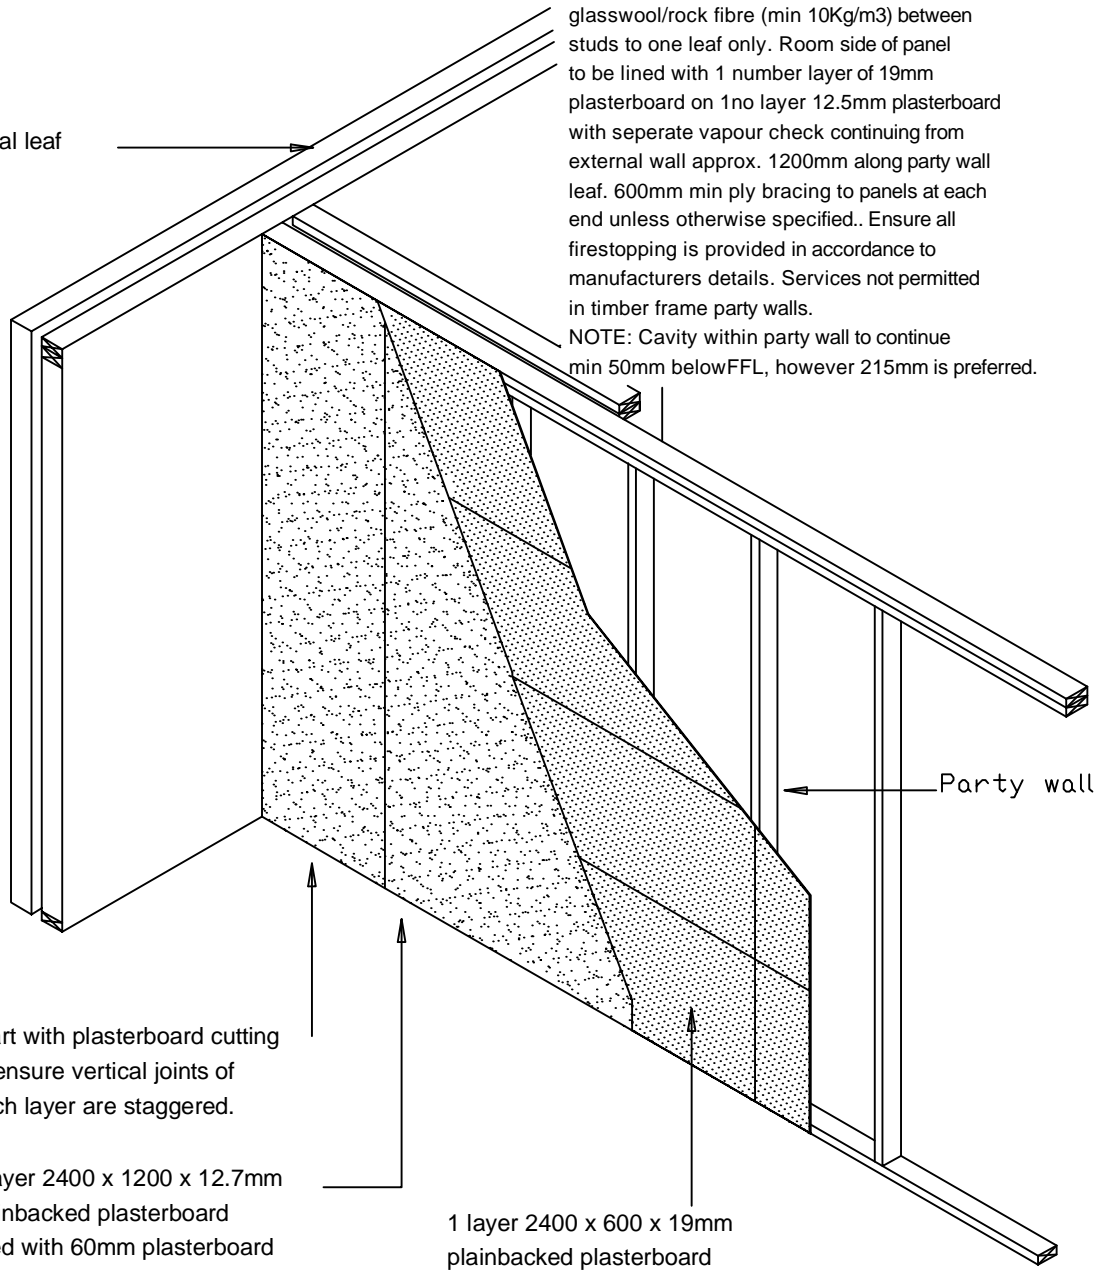 glasswool/rock fibre (min 10Kg/m3) between
studs to one leaf only. Room side of panel
to be lined with 1 number layer of 19mm
plasterboard on 1no layer 12.5mm plasterboard
with seperate vapour check continuing from
external wall approx. 1200mm along party wall
leaf. 600mm min ply bracing to panels at each
end unless otherwise specified.. Ensure all
firestopping is provided in accordance to
manufacturers details. Services not permitted
in timber frame party walls.
NOTE: Cavity within party wall to continue
min 50mm belowFFL, however 215mm is preferred.
al leaf
Party wall
art with plasterboard cutting
ensure vertical joints of
ch layer are staggered.
ayer 2400 x 1200 x 12.7mm
inbacked plasterboard
ed with 60mm plasterboard
1 layer 2400 x 600 x 19mm
plainbacked plasterboard